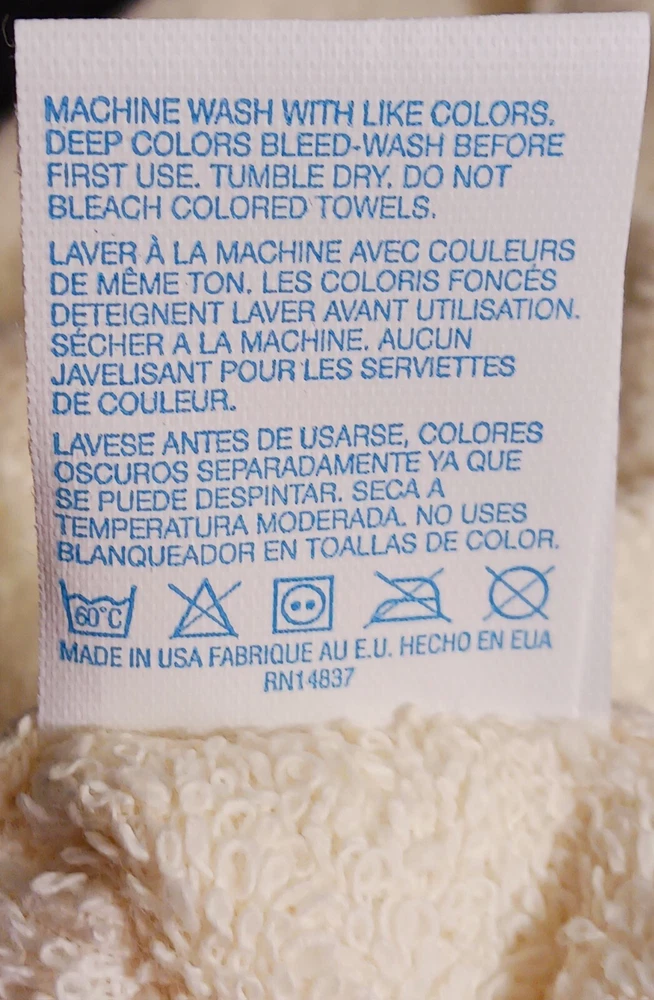 MACHINE WASH WITH LIKE COLORS.
DEEP COLORS BLEED-WASH BEFORE
FIRST USE. TUMBLE DRY. DO NOT
BLEACH COLORED TOWELS.
LAVER À LA MACHINE AVEC COULEURS
DE MÊME TON. LES COLORIS FONCÉS
DETEIGNENT LAVER AVANT UTILISATION.
SÉCHER A LA MACHINE. AUCUN
JAVELISANT POUR LES SERVIETTES
DE COULEUR.
LAVESE ANTES DE USARSE, COLORES
OSCUROS SEPARADAMENTE YA QUE
SE PUEDE DESPINTAR. SECA A
TEMPERATURA MODERADA. NO USES
BLANQUEADOR EN TOALLAS DE COLOR.
60°C
MADE IN USA FABRIQUE AU E.U. HECHO EN EUA
RN14837